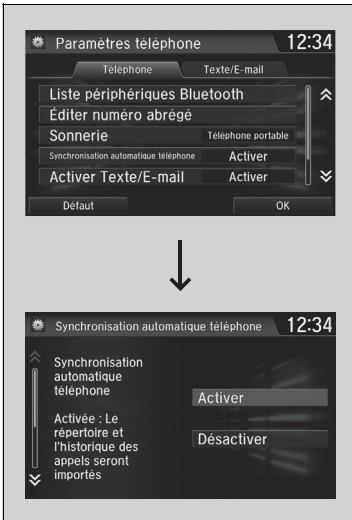 Paramètres téléphone 12:34
Téléphone Texte/E-mail
Liste périphériques Bluetooth
Éditer numéro abrégé
Sonnerie Téléphone portable
Synchronisation automatique téléphone Activer
Activer Texte/E-mail Activer
Défaut OK
Synchronisation automatique téléphone 12:34
Synchronisation
automatique
téléphone
Activer
Activée : Le
répertoire et
Désactiver
l'historique des
appels seront
importés